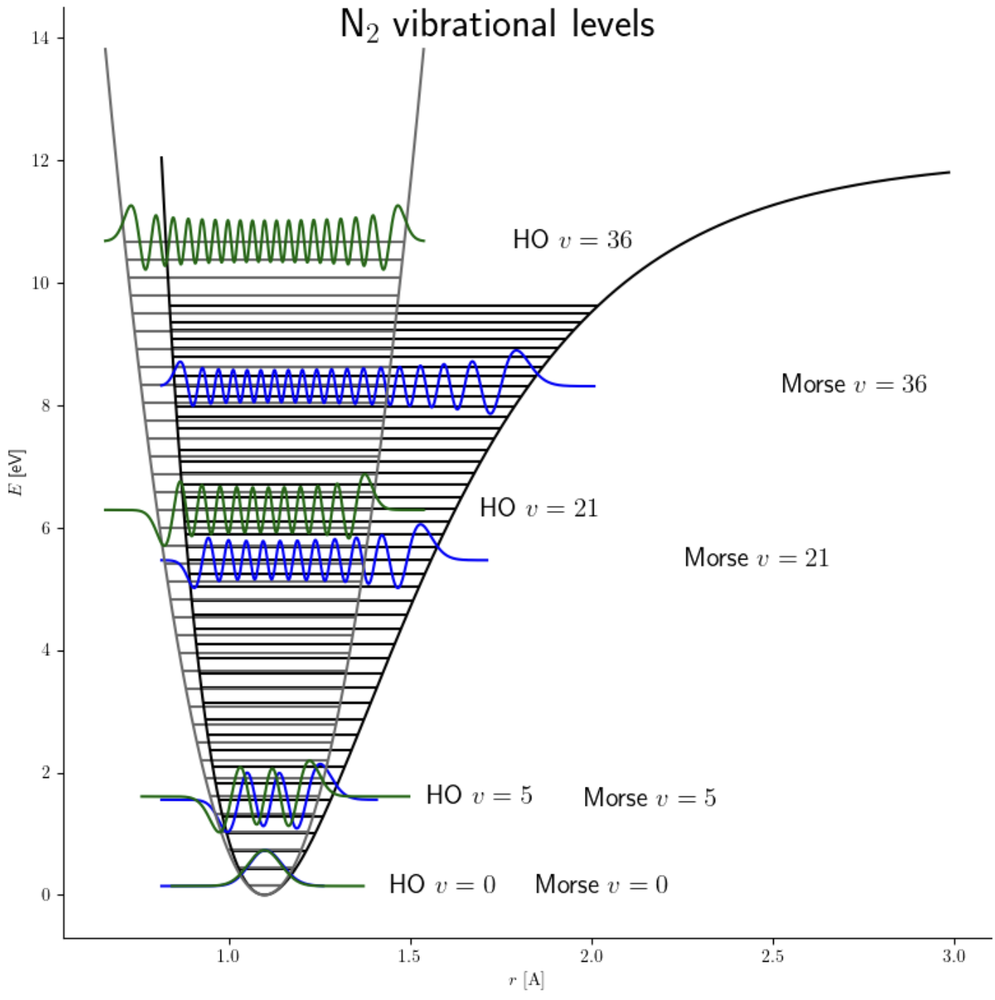 N₂ vibrational levels
14
12
10
8
6
4
2
0
E [eV]
HO v = 36
Morse v = 36
HO v = 21
Morse v = 21
HO v = 5
Morse v = 5
HO v = 0
Morse v = 0
1.0
1.5
2.0
2.5
3.0
r [A]